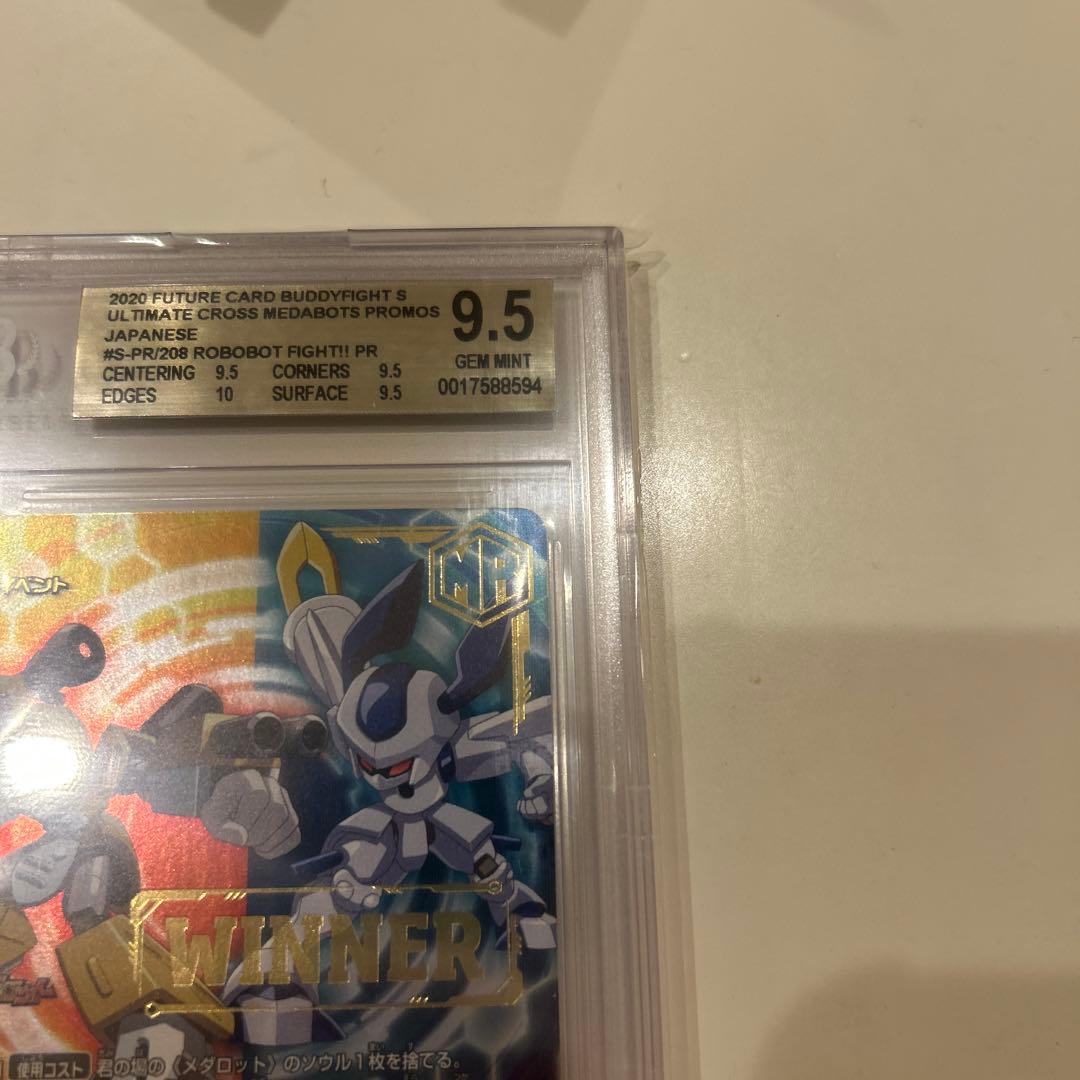 2020 FUTURE CARD BUDDYFIGHT S
ULTIMATE CROSS MEDABOTS PROMOS
JAPANESE
#S-PR/208 ROBOBOT FIGHT!! PR
CENTERING 9.5 CORNERS 9.5
EDGES 10 SURFACE 9.5
9.5
GEM MINT
0017588594
ベント
WINNER
使用コスト 君の場の〈メダロット〉のソウル1枚を捨てる。